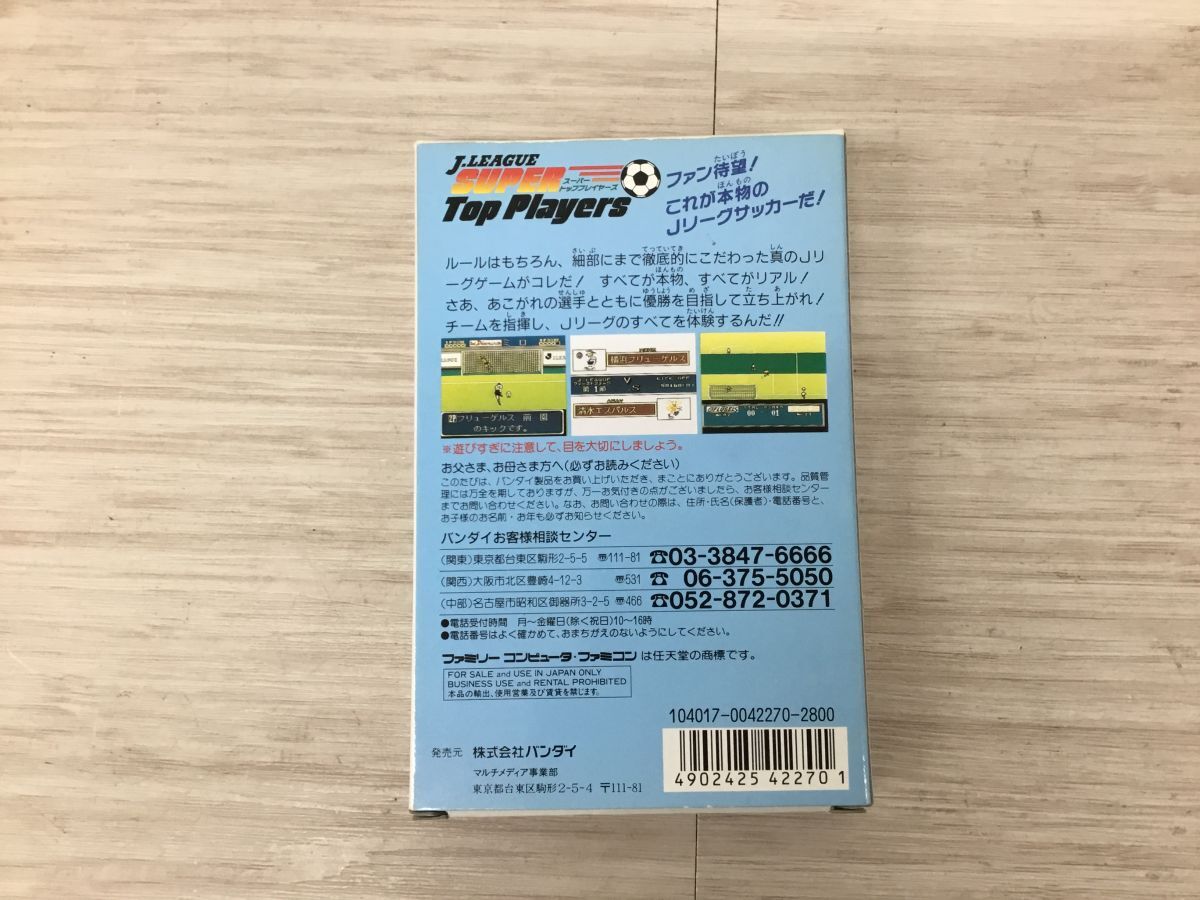 J.LEAGUE
SUPER スーパー
トッププレイヤーズ
Top Players
ファン待望!
これが本物の
Jリーグサッカーだ!
ルールはもちろん、細部にまで徹底的にこだわった真のJリ
ーグゲームがコレだ! すべてが本物、すべてがリアル!
さあ、あこがれの選手とともに優勝を目指して立ち上がれ!
チームを指揮し、Jリーグのすべてを体験するんだ!!
フリューゲルス 前園
のキックです。
横浜フリューゲルス
J.LEAGUE
第1節
VS
KICK OFF
清水エスパルス
00 01
※遊びすぎに注意して、目を大切にしましょう。
お父さま、お母さま方へ(必ずお読みください)
このたびは、バンダイ製品をお買い上げいただき、まことにありがとうございます。品質管
理には万全を期しておりますが、万一お気付きの点がございましたら、お客様相談センター
までお問い合わせください。なお、お問い合わせの際は、住所・氏名(保護者)・電話番号と、
お子様のお名前・お年も必ずお知らせください。
バンダイお客様相談センター
(関東)東京都台東区駒形2-5-5 〠111-81 ☎03-3847-6666
(関西)大阪市北区豊崎4-12-3 〠531 ☎06-375-5050
(中部)名古屋市昭和区御器所3-2-5 〠466 ☎052-872-0371
●電話受付時間 月~金曜日(除く祝日)10~16時
●電話番号はよく確かめて、おまちがえのないようにしてください。
ファミリーコンピュータ・ファミコンは任天堂の商標です。
FOR SALE and USE IN JAPAN ONLY
BUSINESS USE and RENTAL PROHIBITED
本品の輸出、使用営業及び賃貸を禁じます。
104017-0042270-2800
発売元 株式会社バンダイ
マルチメディア事業部
東京都台東区駒形2-5-4 〒111-81
4902425 422701